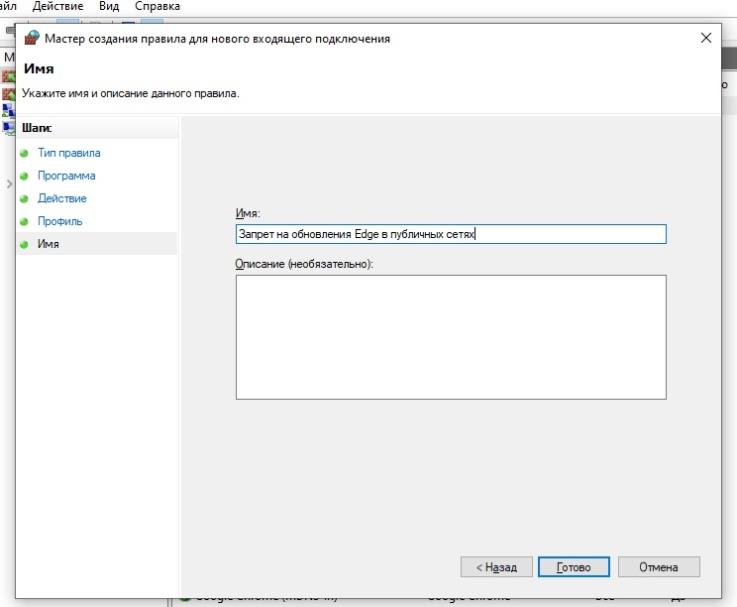 Действие Вид Справка
Мастер создания правила для нового входящего подключения
Имя
Укажите имя и описание данного правила.
Шаги:
Тип правила
Программа
Действие
Профиль
Имя
Имя:
Запрет на обновления Edge в публичных сетях
Описание (необязательно):
< Назад Готово Отмена